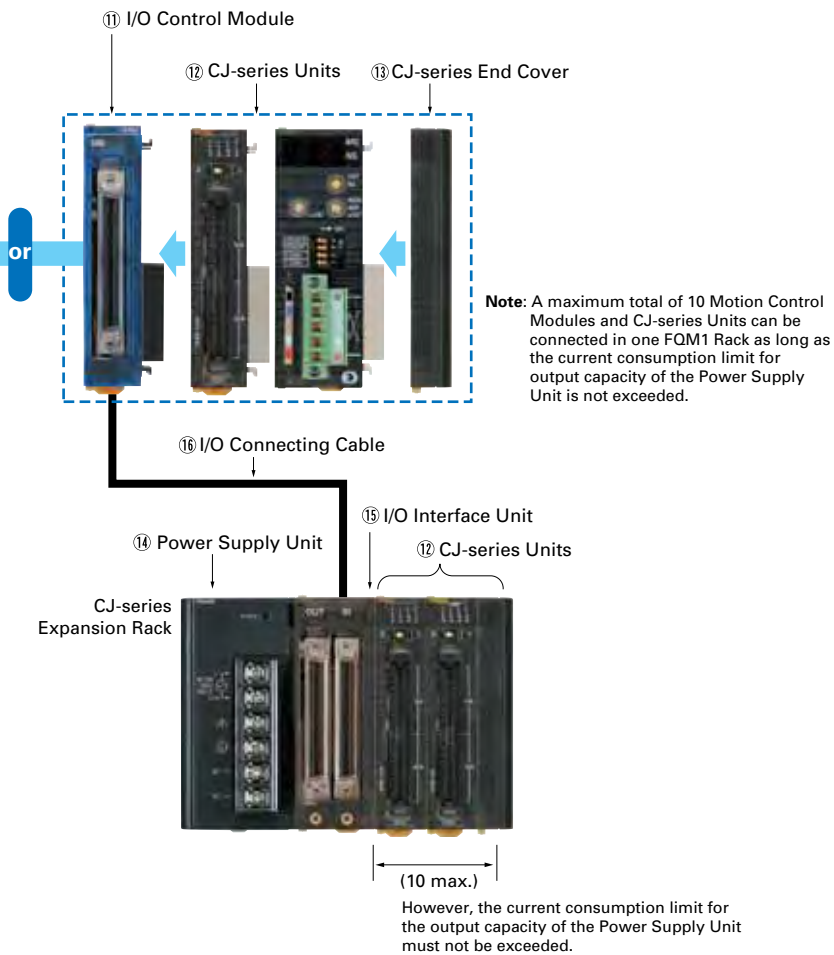 ⑪ I/O Control Module
⑫ CJ-series Units
⑬ CJ-series End Cover
or
Note: A maximum total of 10 Motion Control
Modules and CJ-series Units can be
connected in one FQM1 Rack as long as
the current consumption limit for
output capacity of the Power Supply
Unit is not exceeded.
⑯ I/O Connecting Cable
⑮ I/O Interface Unit
⑭ Power Supply Unit
⑫ CJ-series Units
CJ-series
Expansion Rack
OUT IN
(10 max.)
However, the current consumption limit for
the output capacity of the Power Supply Unit
must not be exceeded.